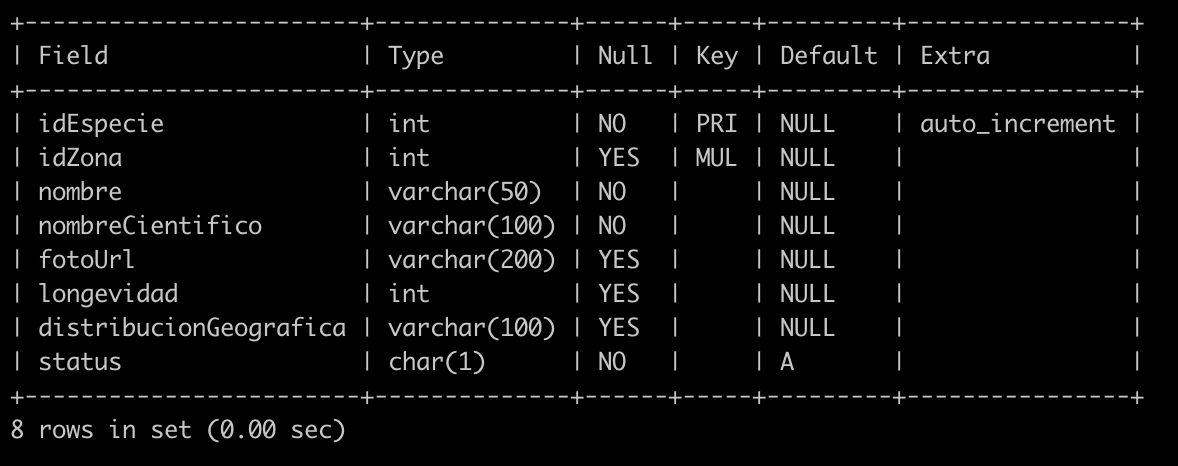 +------------------------+--------------+------+-----+---------+----------------+
| Field                  | Type         | Null | Key | Default | Extra          |
+------------------------+--------------+------+-----+---------+----------------+
| idEspecie              | int          | NO   | PRI | NULL    | auto_increment |
| idZona                 | int          | YES  | MUL | NULL    |                |
| nombre                 | varchar(50)  | NO   |     | NULL    |                |
| nombreCientifico       | varchar(100) | NO   |     | NULL    |                |
| fotoUrl                | varchar(200) | YES  |     | NULL    |                |
| longevidad             | int          | YES  |     | NULL    |                |
| distribucionGeografica | varchar(100) | YES  |     | NULL    |                |
| status                 | char(1)      | NO   |     | A       |                |
+------------------------+--------------+------+-----+---------+----------------+
8 rows in set (0.00 sec)